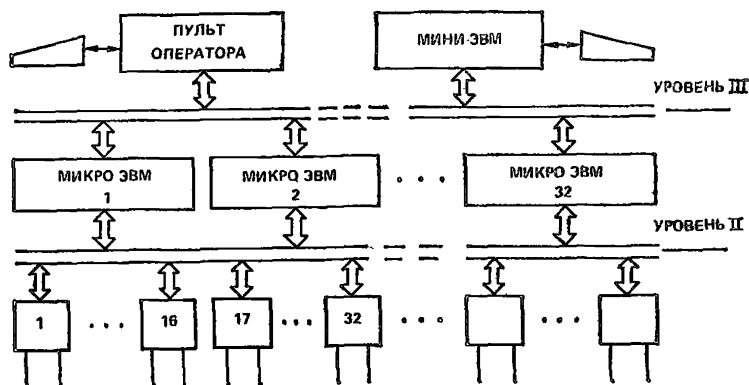 ПУЛЬТ
ОПЕРАТОРА
МИНИ-ЭВМ
УРОВЕНЬ III
МИКРО ЭВМ
1
МИКРО ЭВМ
2
. . .
МИКРО ЭВМ
32
УРОВЕНЬ II
1 . . . 16 17 . . . 32 . . . . . .